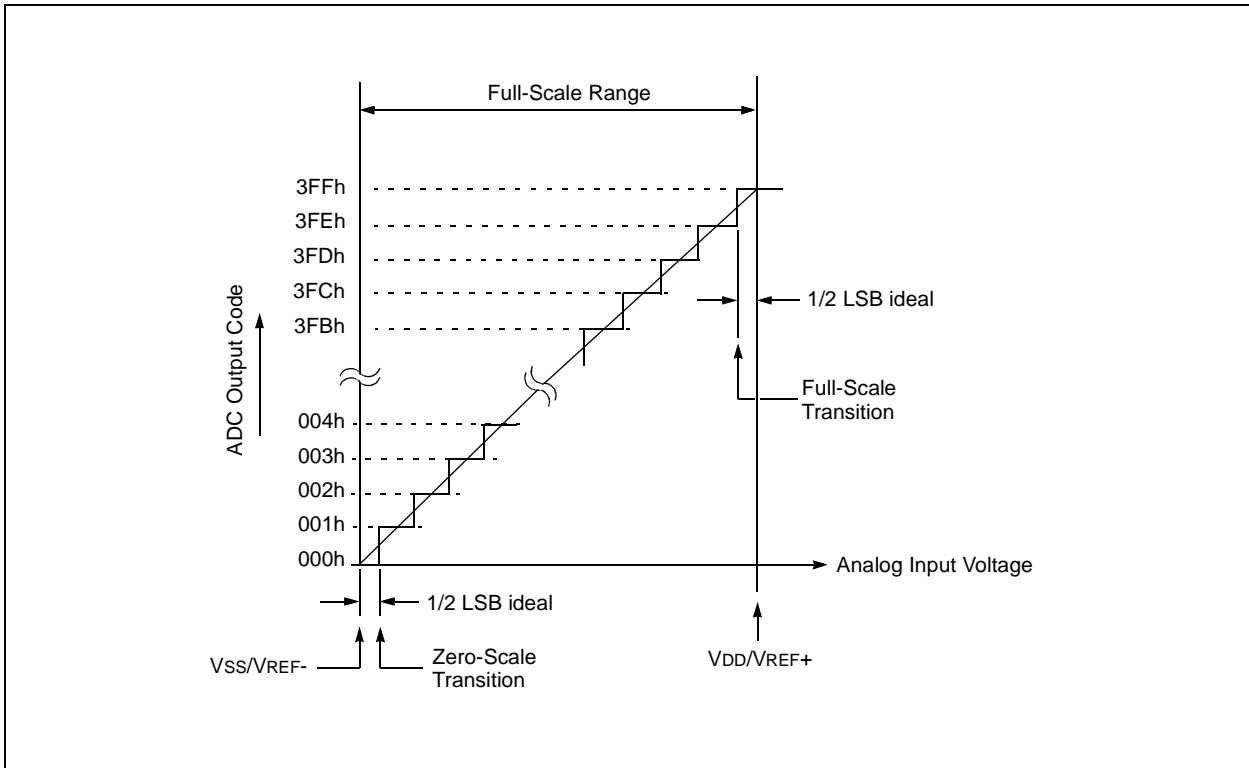 Full-Scale Range
3FFh
3FEh
3FDh
3FCh
3FBh
1/2 LSB ideal
ADC Output Code
Full-Scale
Transition
004h
003h
002h
001h
000h
Analog Input Voltage
1/2 LSB ideal
VSS/VREF-
Zero-Scale
Transition
VDD/VREF+